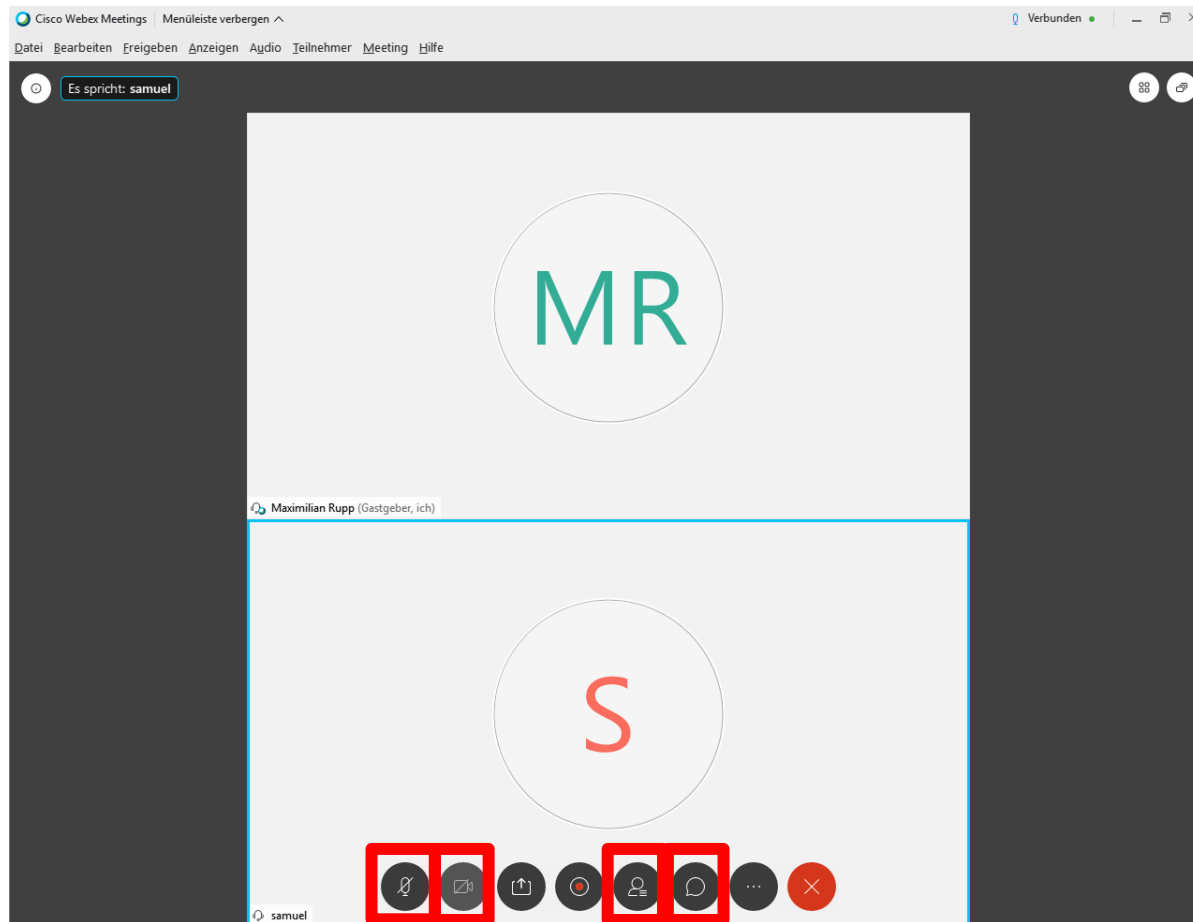 Cisco Webex Meetings Menüleiste verbergen Verbunden
Datei Bearbeiten Freigeben Anzeigen Audio Teilnehmer Meeting Hilfe
Es spricht: samuel
MR
Maximilian Rupp (Gastgeber, ich)
S
samuel